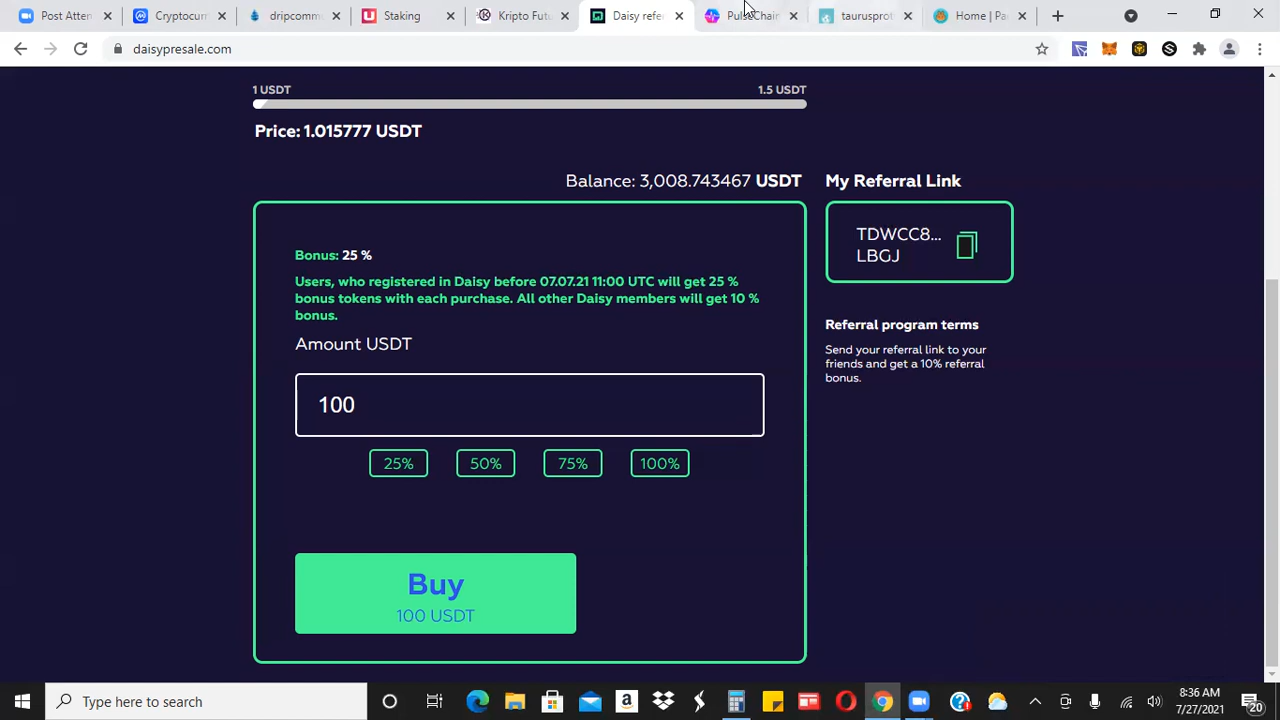 Post Atten
Cryptocurr
dripcomm
Staking
Kripto Futu
Daisy refer
PulseChain
tausprot
Home | Pa
daisypresale.com
1 USDT
1.5 USDT
Price: 1.015777 USDT
Balance: 3,008.743467 USDT
My Referral Link
TDWCC8...
LBGJ
Bonus: 25 %
Users, who registered in Daisy before 07.07.21 11:00 UTC will get 25 %
bonus tokens with each purchase. All other Daisy members will get 10 %
bonus.
Amount USDT
100
25%
50%
75%
100%
Buy
100 USDT
Referral program terms
Send your referral link to your
friends and get a 10% referral
bonus.
Type here to search
8:36 AM
7/27/2021
20